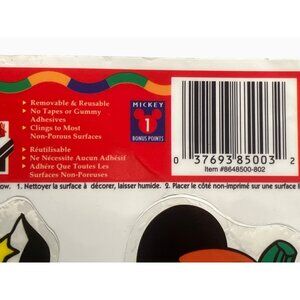 Removable & Reusable
No Tapes or Gummy
Adhesives
Clings to Most
Non-Porous Surfaces
Réutilisable
Ne Nécessite Aucun Adhésif
Adhère Que Toutes Les
Surfaces Non-Poreuses
MICKEY
1
BONUS POINTS
0 37693 85003 2
Item #8648500-802
ow. 1. Nettoyer la surface à décorer, laisser humide. 2. Placer le côté non-imprimé sur une surface l